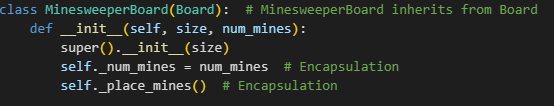 class MinesweeperBoard(Board):  # MinesweeperBoard inherits from Board
    def __init__(self, size, num_mines):
        super().__init__(size)
        self._num_mines = num_mines  # Encapsulation
        self._place_mines()  # Encapsulation